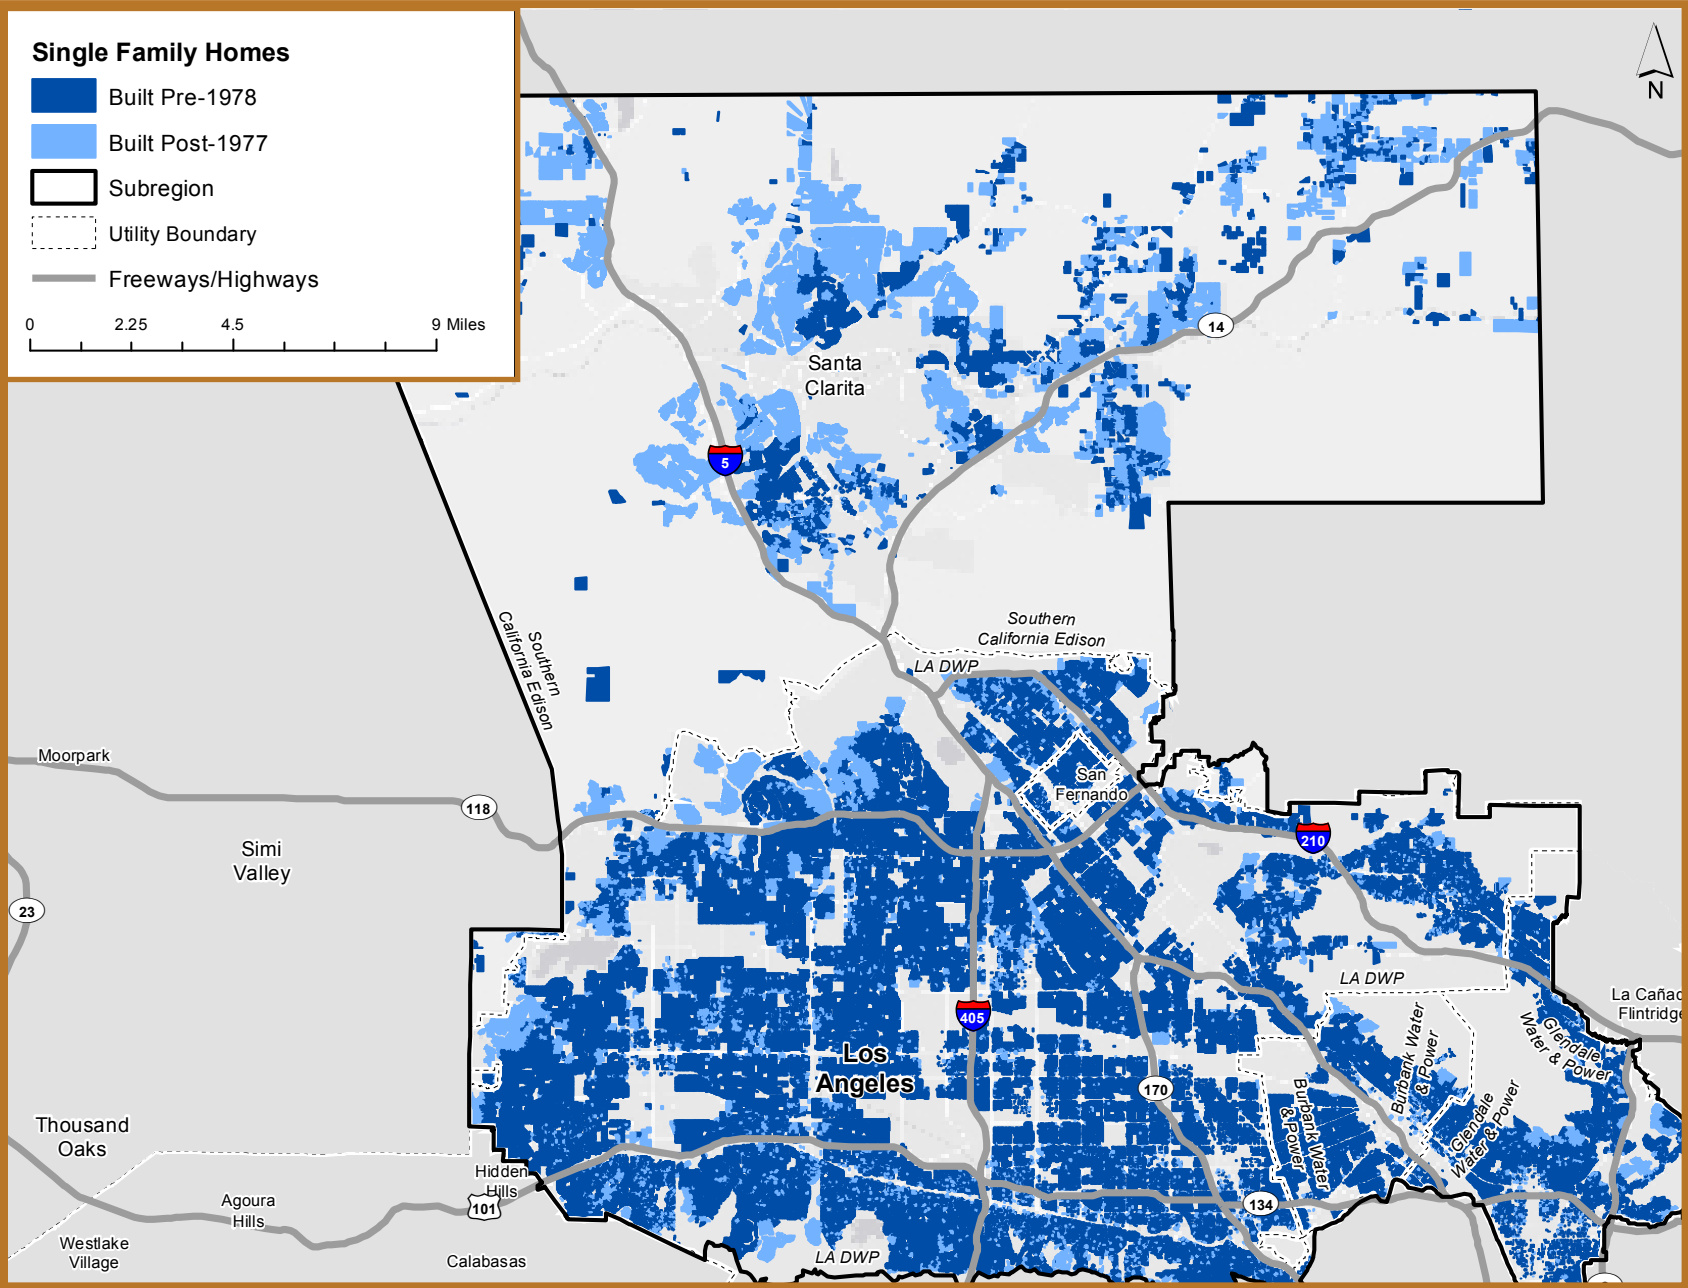 Single Family Homes
Built Pre-1978
Built Post-1977
Subregion
Utility Boundary
Freeways/Highways
0 2.25 4.5 9 Miles
N
14
Santa
Clarita
5
Southern
California Edison
Southern
California Edison
LA DWP
Moorpark
118
San
Fernando
Simi
Valley
210
23
LA DWP
La Cañad
Flintridge
405
Los
Angeles
Burbank Water
& Power
Glendale
Water & Power
170
Burbank Water
& Power
Glendale
Water & Power
Thousand
Oaks
Hidden
Hills
101
Agoura
Hills
134
Westlake
Village
Calabasas
LA DWP